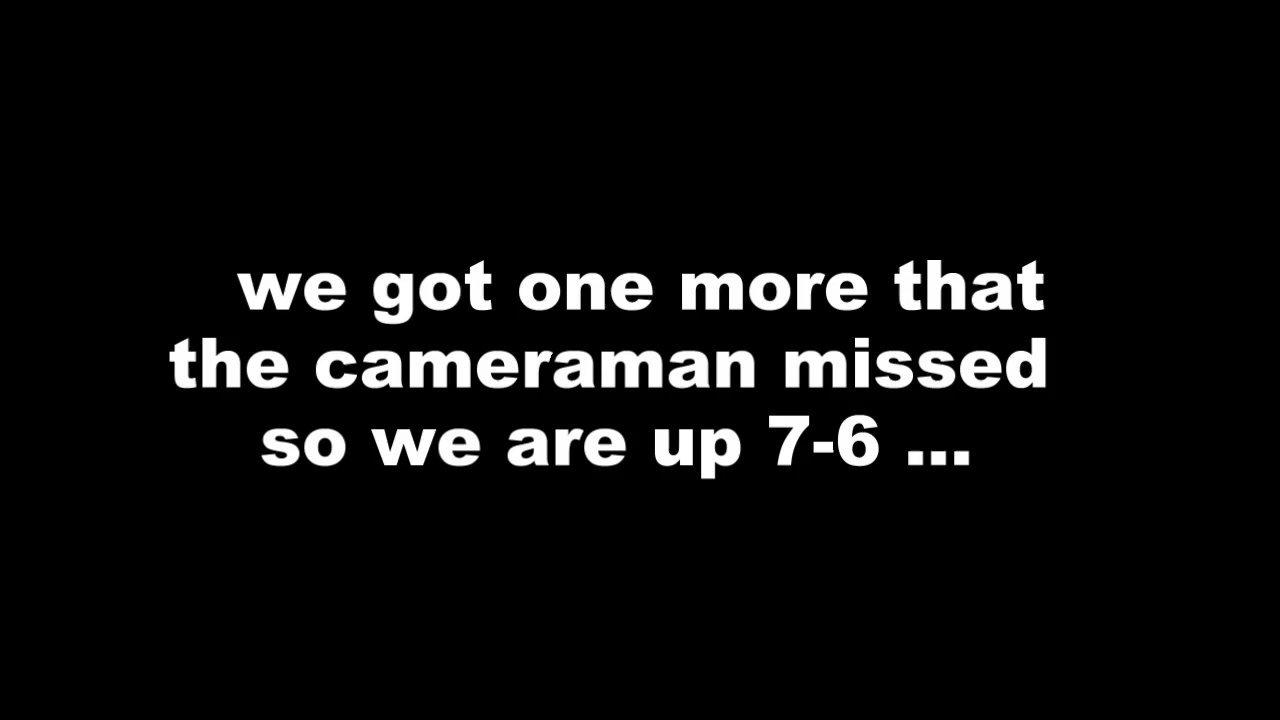 we got one more that
the cameraman missed
so we are up 7-6 ...